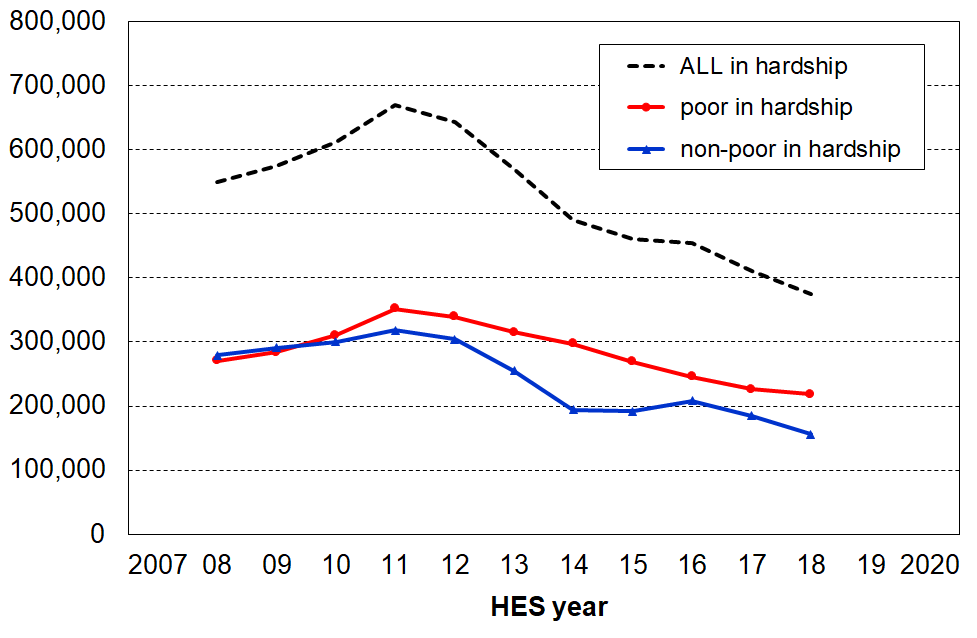 800,000
700,000
600,000
500,000
400,000
300,000
200,000
100,000
0
ALL in hardship
poor in hardship
non-poor in hardship
2007 08 09 10 11 12 13 14 15 16 17 18 19 2020
HES year